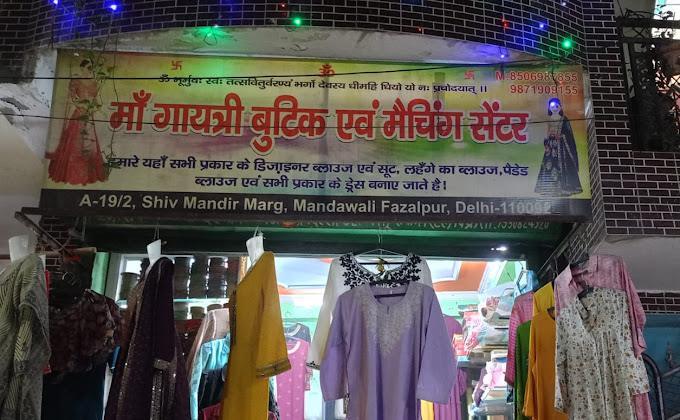 ॐ
ॐ भूर्भुवः स्वः तत्सवितुर्वरेण्यं भर्गो देवस्य धीमहि धियो यो नः प्रचोदयात् ।।
M.8506987855
9871909155
माँ गायत्री बुटिक एवं मैचिंग सेंटर
हमारे यहाँ सभी प्रकार के डिज़ाइनर ब्लाउज एवं सूट, लहँगे का ब्लाउज,पैडेड
ब्लाउज एवं सभी प्रकार के ड्रेस बनाए जाते है!
A-19/2, Shiv Mandir Marg, Mandawali Fazalpur, Delhi-110092